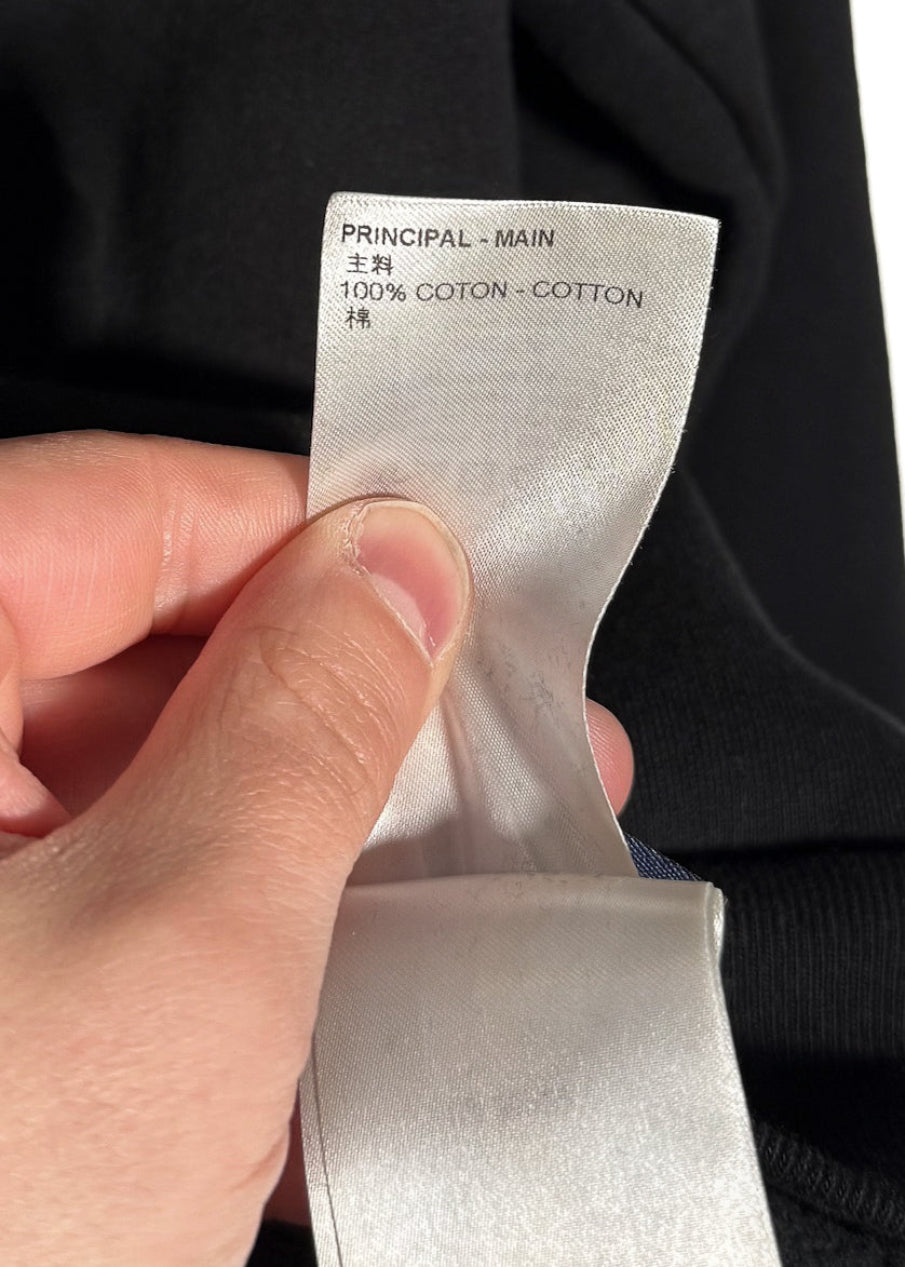 PRINCIPAL - MAIN
主料
100% COTON - COTTON
棉